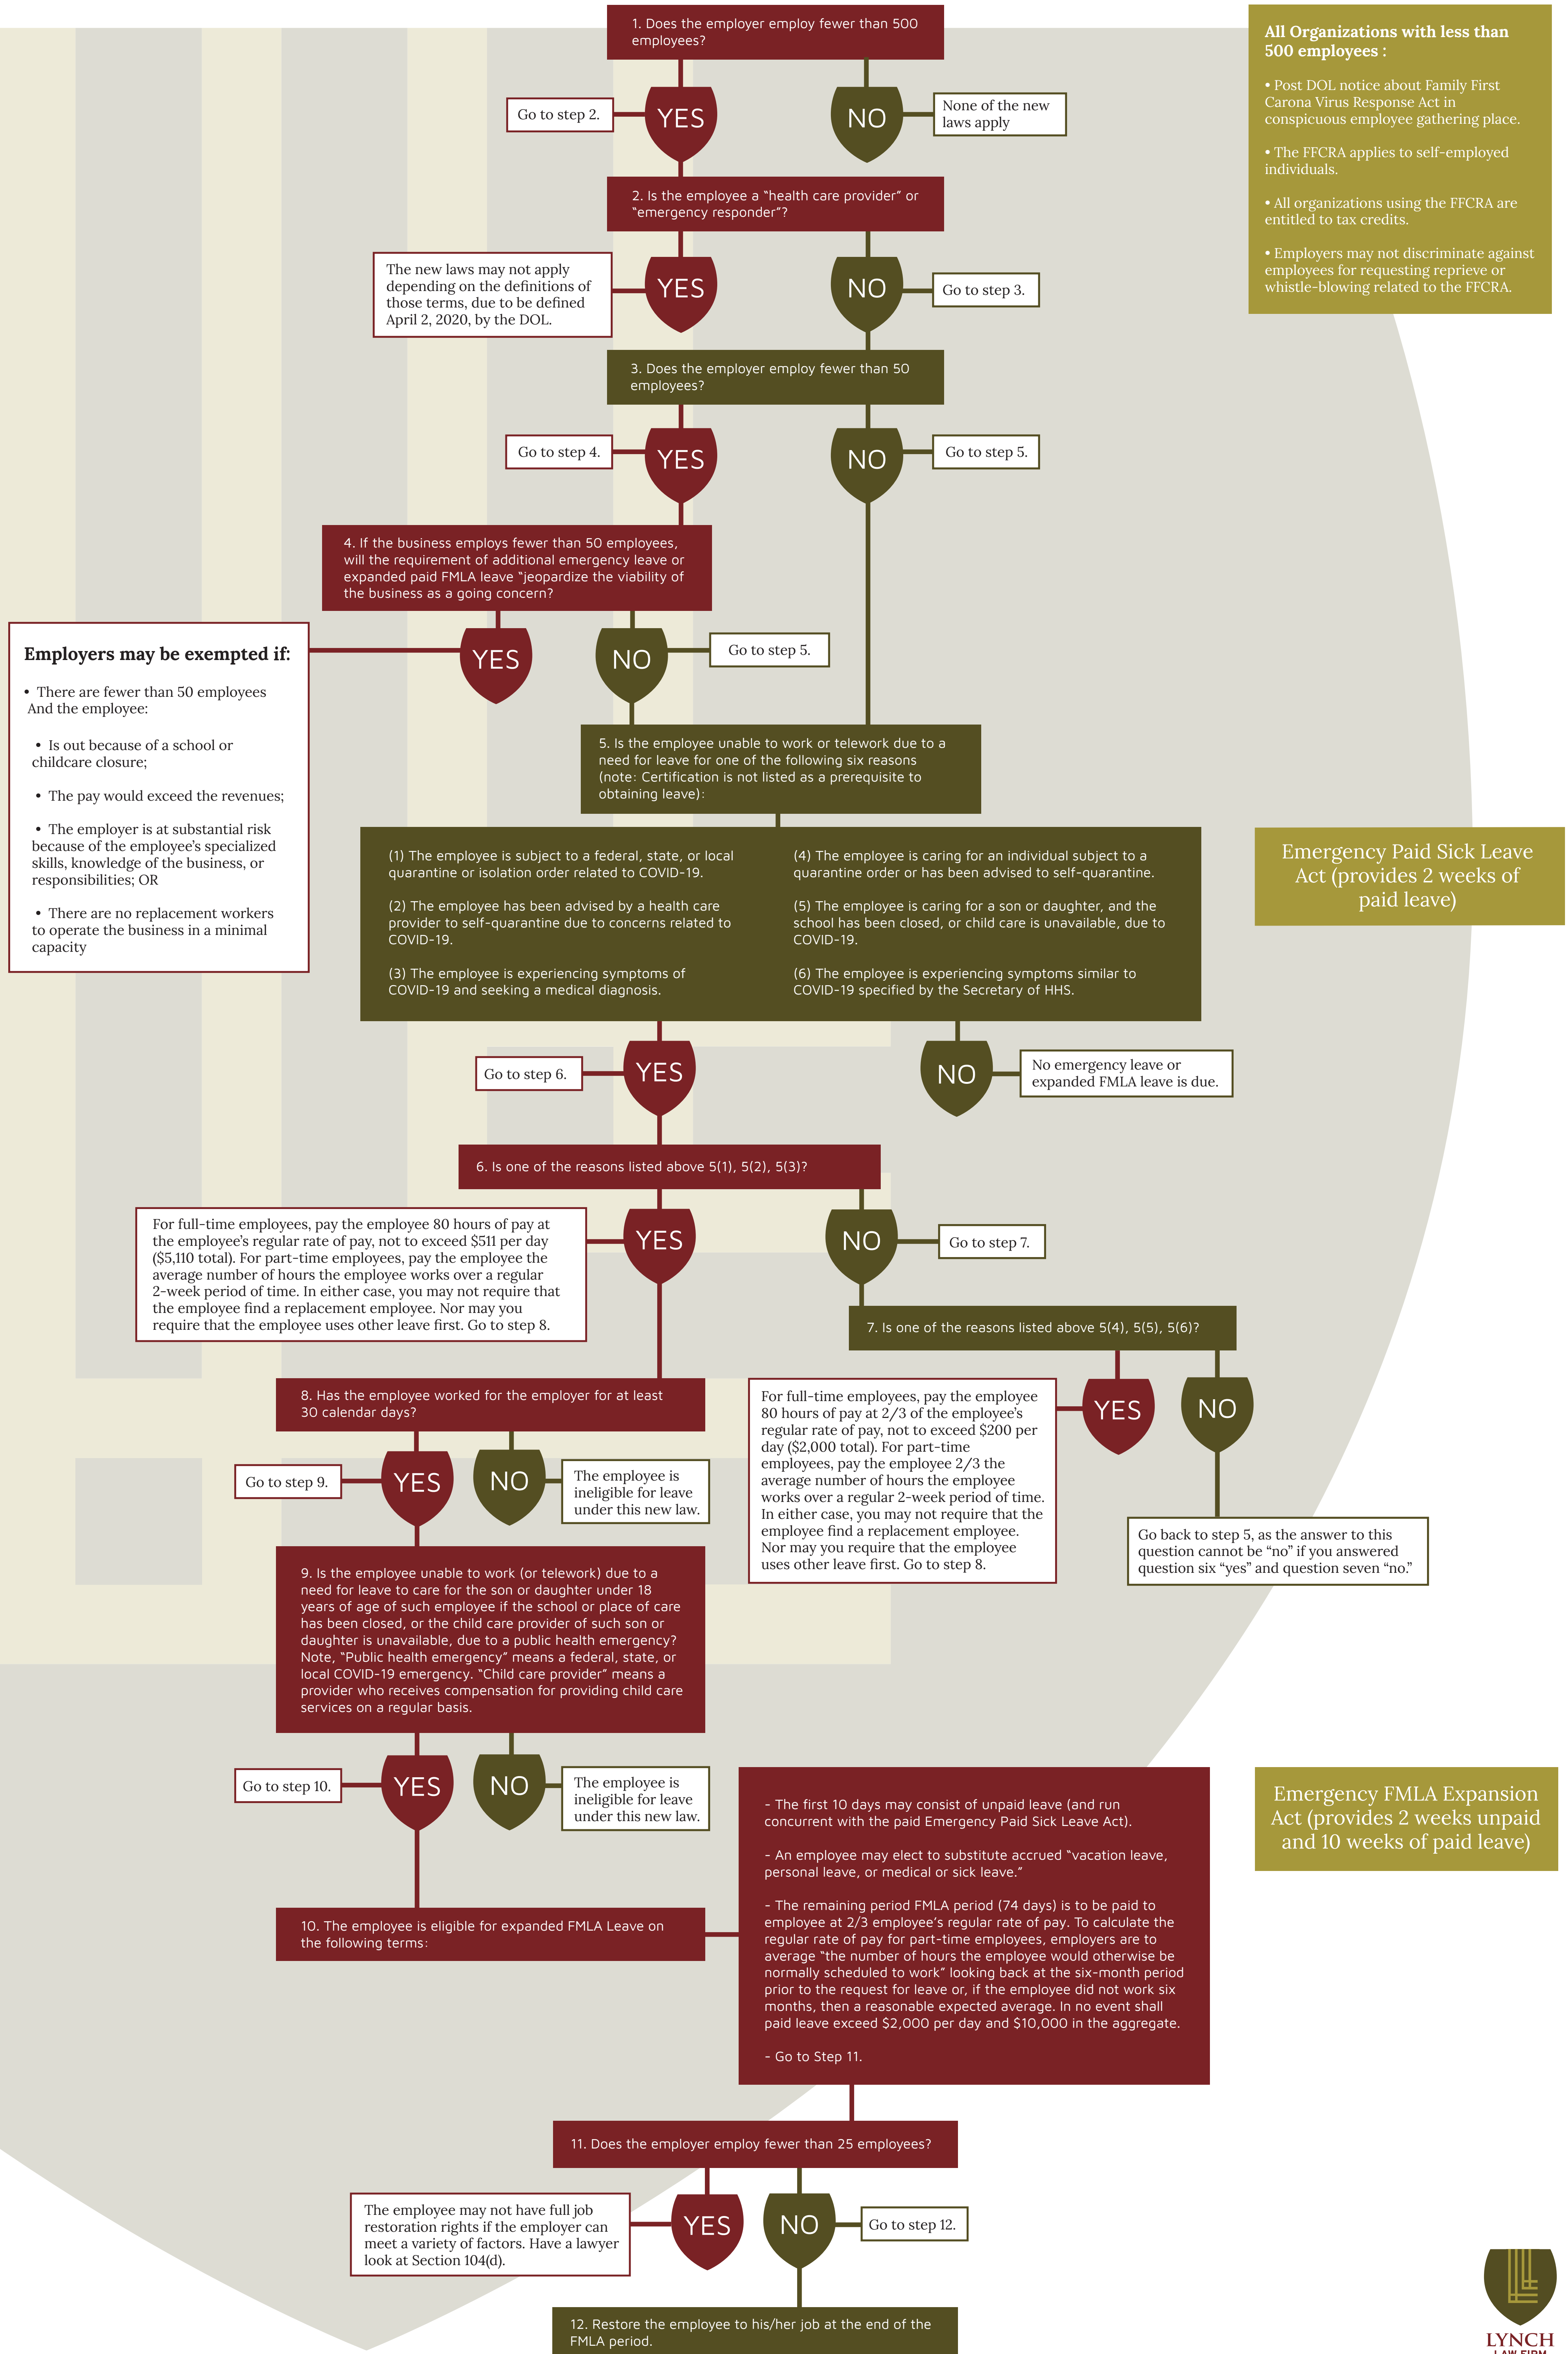 1. Does the employer employ fewer than 500
employees?
YES
Go to step 2.
NO
None of the new
laws apply
All Organizations with less than
500 employees :
• Post DOL notice about Family First
Carona Virus Response Act in
conspicuous employee gathering place.
• The FFCRA applies to self-employed
individuals.
• All organizations using the FFCRA are
entitled to tax credits.
• Employers may not discriminate against
employees for requesting reprieve or
whistle-blowing related to the FFCRA.
2. Is the employee a “health care provider” or
“emergency responder”?
YES
The new laws may not apply
depending on the definitions of
those terms, due to be defined
April 2, 2020, by the DOL.
NO
Go to step 3.
3. Does the employer employ fewer than 50
employees?
YES
Go to step 4.
NO
Go to step 5.
4. If the business employs fewer than 50 employees,
will the requirement of additional emergency leave or
expanded paid FMLA leave “jeopardize the viability of
the business as a going concern?
YES
Employers may be exempted if:
• There are fewer than 50 employees
And the employee:
• Is out because of a school or
childcare closure;
• The pay would exceed the revenues;
• The employer is at substantial risk
because of the employee’s specialized
skills, knowledge of the business, or
responsibilities; OR
• There are no replacement workers
to operate the business in a minimal
capacity
NO
Go to step 5.
5. Is the employee unable to work or telework due to a
need for leave for one of the following six reasons
(note: Certification is not listed as a prerequisite to
obtaining leave):
(1) The employee is subject to a federal, state, or local
quarantine or isolation order related to COVID-19.
(2) The employee has been advised by a health care
provider to self-quarantine due to concerns related to
COVID-19.
(3) The employee is experiencing symptoms of
COVID-19 and seeking a medical diagnosis.
(4) The employee is caring for an individual subject to a
quarantine order or has been advised to self-quarantine.
(5) The employee is caring for a son or daughter, and the
school has been closed, or child care is unavailable, due to
COVID-19.
(6) The employee is experiencing symptoms similar to
COVID-19 specified by the Secretary of HHS.
Emergency Paid Sick Leave
Act (provides 2 weeks of
paid leave)
YES
Go to step 6.
NO
No emergency leave or
expanded FMLA leave is due.
6. Is one of the reasons listed above 5(1), 5(2), 5(3)?
YES
For full-time employees, pay the employee 80 hours of pay at
the employee’s regular rate of pay, not to exceed $511 per day
($5,110 total). For part-time employees, pay the employee the
average number of hours the employee works over a regular
2-week period of time. In either case, you may not require that
the employee find a replacement employee. Nor may you
require that the employee uses other leave first. Go to step 8.
NO
Go to step 7.
7. Is one of the reasons listed above 5(4), 5(5), 5(6)?
YES
For full-time employees, pay the employee
80 hours of pay at 2/3 of the employee’s
regular rate of pay, not to exceed $200 per
day ($2,000 total). For part-time
employees, pay the employee 2/3 the
average number of hours the employee
works over a regular 2-week period of time.
In either case, you may not require that the
employee find a replacement employee.
Nor may you require that the employee
uses other leave first. Go to step 8.
NO
Go back to step 5, as the answer to this
question cannot be “no” if you answered
question six “yes” and question seven “no.”
8. Has the employee worked for the employer for at least
30 calendar days?
YES
Go to step 9.
NO
The employee is
ineligible for leave
under this new law.
9. Is the employee unable to work (or telework) due to a
need for leave to care for the son or daughter under 18
years of age of such employee if the school or place of care
has been closed, or the child care provider of such son or
daughter is unavailable, due to a public health emergency?
Note, “Public health emergency” means a federal, state, or
local COVID-19 emergency. “Child care provider” means a
provider who receives compensation for providing child care
services on a regular basis.
YES
Go to step 10.
NO
The employee is
ineligible for leave
under this new law.
10. The employee is eligible for expanded FMLA Leave on
the following terms:
- The first 10 days may consist of unpaid leave (and run
concurrent with the paid Emergency Paid Sick Leave Act).
- An employee may elect to substitute accrued “vacation leave,
personal leave, or medical or sick leave.”
- The remaining period FMLA period (74 days) is to be paid to
employee at 2/3 employee’s regular rate of pay. To calculate the
regular rate of pay for part-time employees, employers are to
average “the number of hours the employee would otherwise be
normally scheduled to work” looking back at the six-month period
prior to the request for leave or, if the employee did not work six
months, then a reasonable expected average. In no event shall
paid leave exceed $2,000 per day and $10,000 in the aggregate.
- Go to Step 11.
Emergency FMLA Expansion
Act (provides 2 weeks unpaid
and 10 weeks of paid leave)
11. Does the employer employ fewer than 25 employees?
YES
The employee may not have full job
restoration rights if the employer can
meet a variety of factors. Have a lawyer
look at Section 104(d).
NO
Go to step 12.
12. Restore the employee to his/her job at the end of the
FMLA period.
LYNCH
LAW FIRM